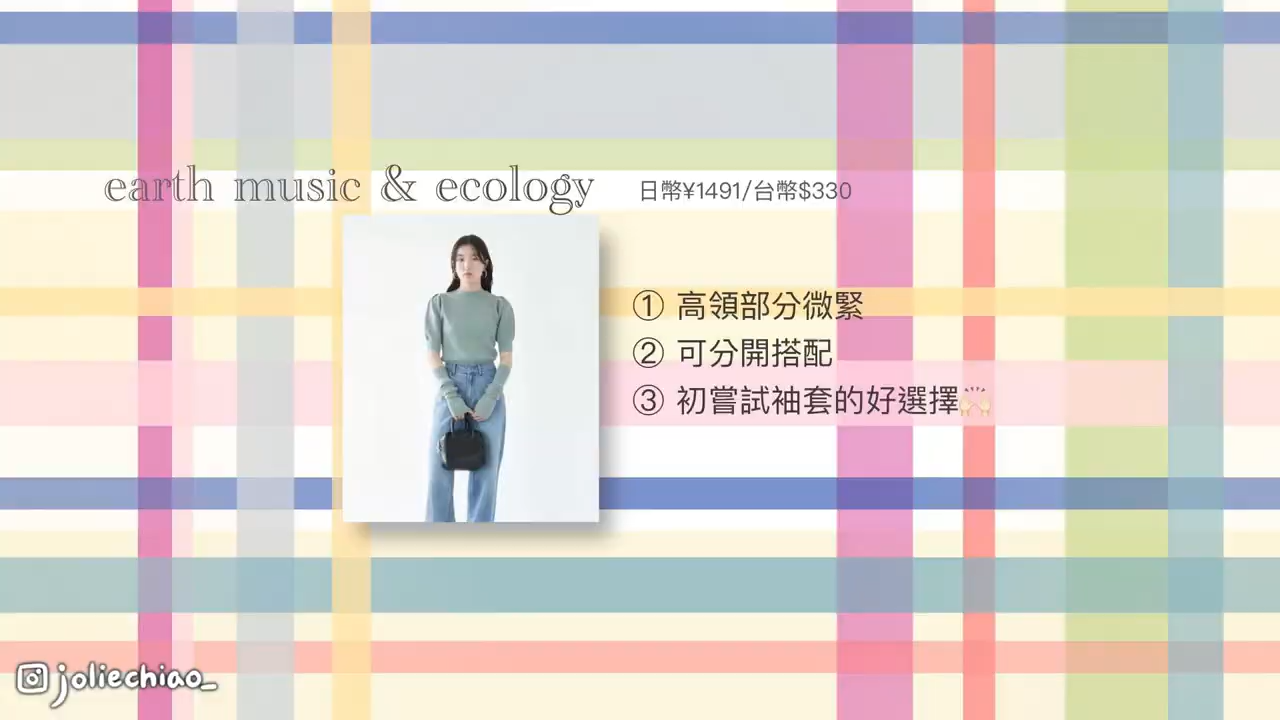 earth music & ecology
日幣¥1491/台幣$330
① 高領部分微緊
② 可分開搭配
③ 初嘗試袖套的好選擇🙌🏻
joliechiao_